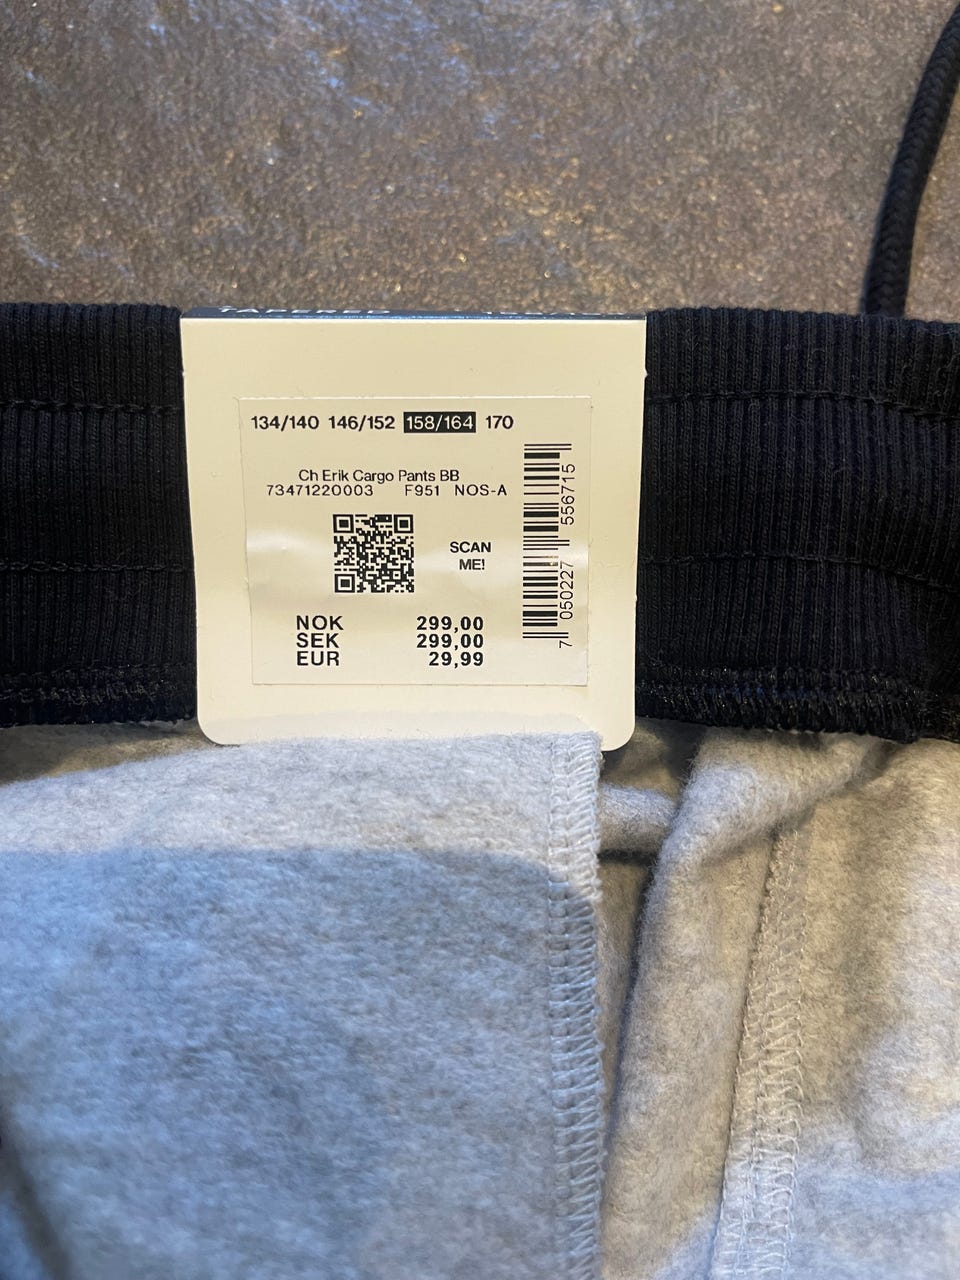 TAPERED
134/140 146/152 158/164 170
Ch Erik Cargo Pants BB
73471220003 F951 NOS-A
SCAN
ME!
NOK 299,00
SEK 299,00
EUR 29,99
7 050227 556715